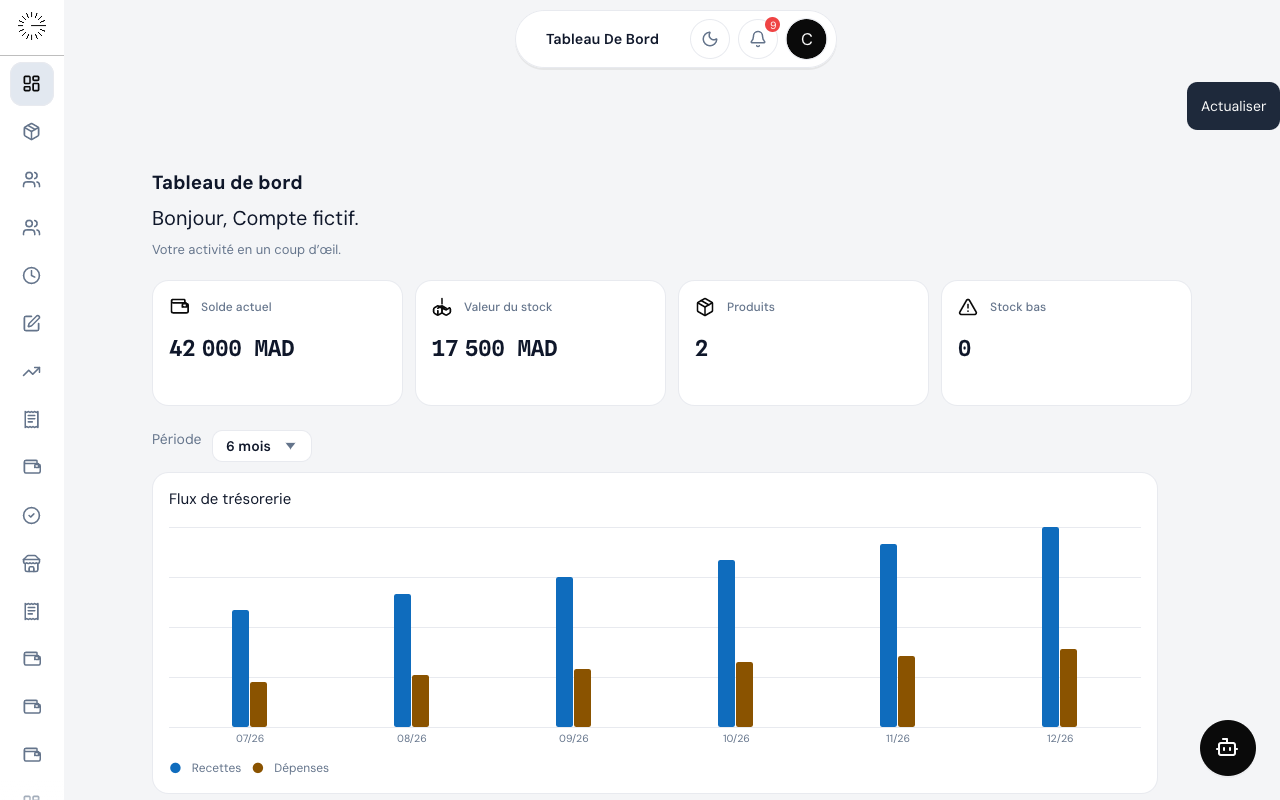 Tableau De Bord
9
C
Actualiser
Tableau de bord
Bonjour, Compte fictif.
Votre activité en un coup d’œil.
Solde actuel
42 000 MAD
Valeur du stock
17 500 MAD
Produits
2
Stock bas
0
Période
6 mois
Flux de trésorerie
07/26 08/26 09/26 10/26 11/26 12/26
Recettes Dépenses